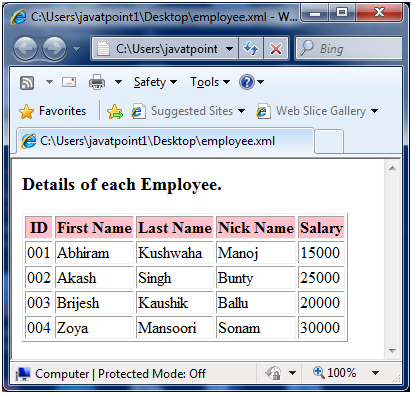 C:\Users\javatpoint1\Desktop\employee.xml - W...
C:\Users\javatpoint
Bing
Safety Tools
Favorites Suggested Sites Web Slice Gallery
C:\Users\javatpoint1\Desktop\employee.xml
Details of each Employee.
ID First Name Last Name Nick Name Salary
001 Abhiram Kushwaha Manoj 15000
002 Akash Singh Bunty 25000
003 Brijesh Kaushik Ballu 20000
004 Zoya Mansoori Sonam 30000
Computer | Protected Mode: Off 100%